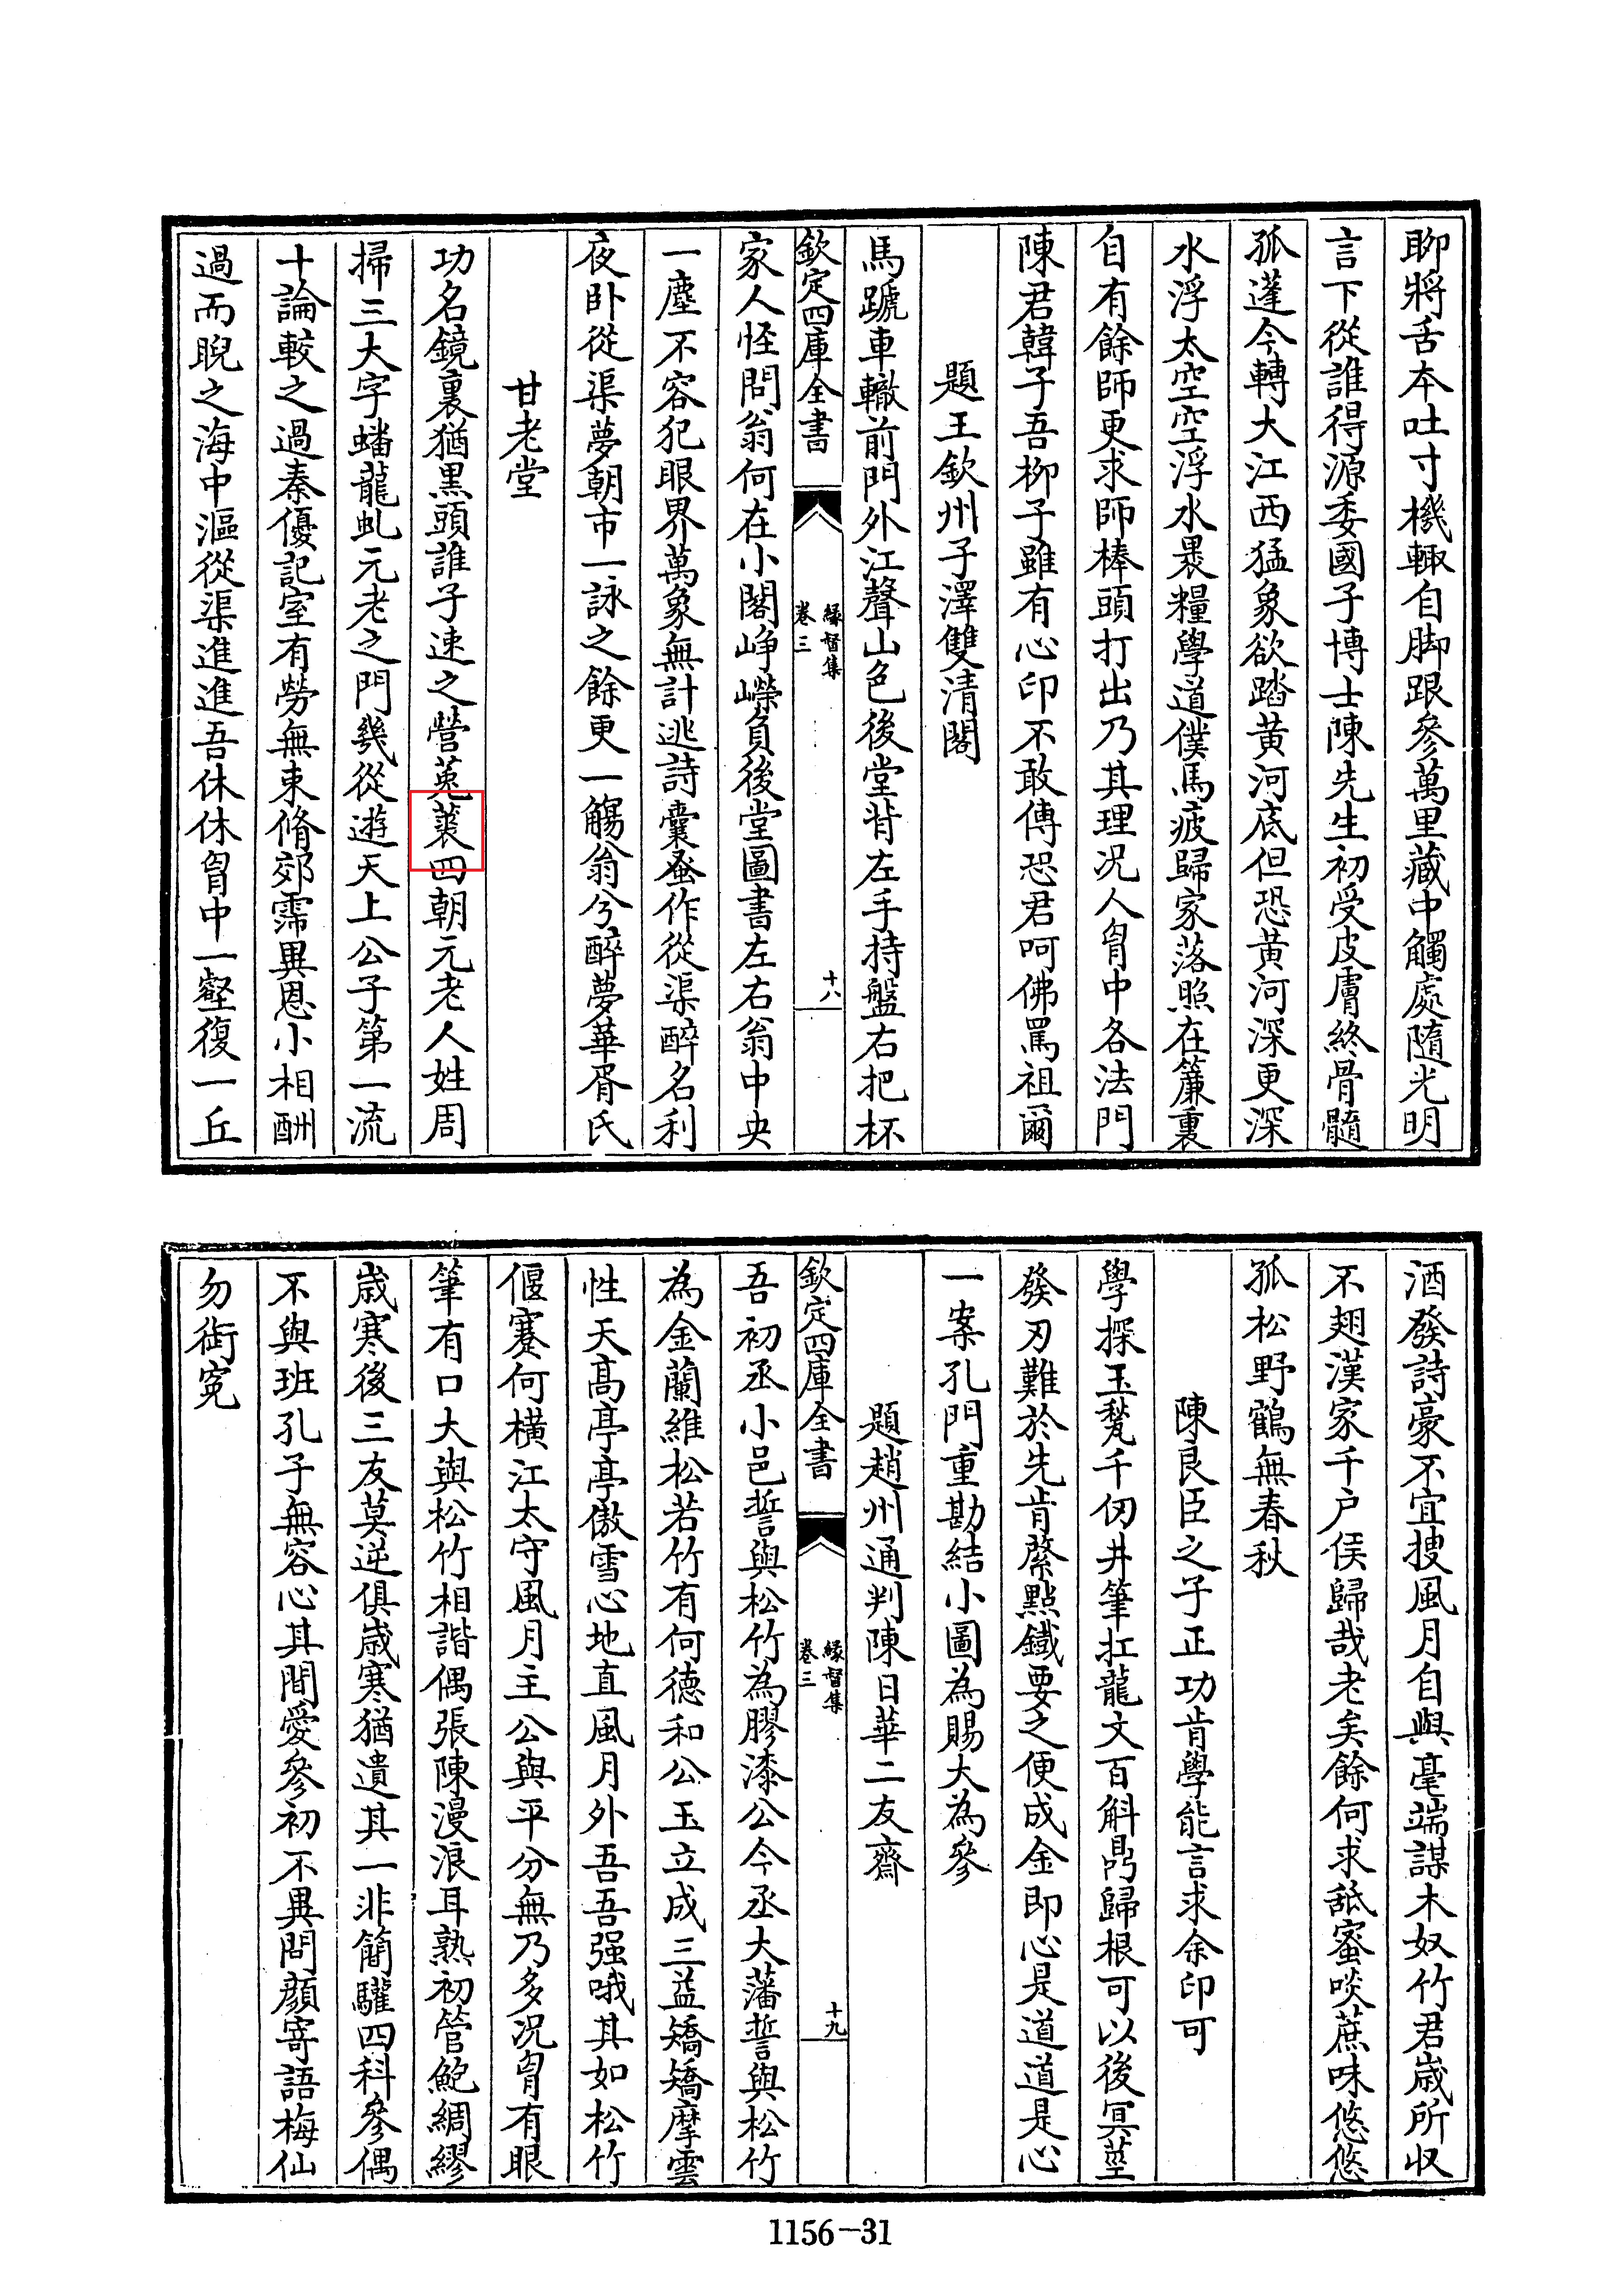 聊將舌本吐寸機輙自脚跟參萬里藏中觸處隨光明
言下從誰得源委國子博士陳先生初受皮膚終骨髓
孤蓬今轉大江西猛象欲踏黃河底但恐黃河深更深
水浮太空空浮水褁糧學道僕馬疲歸家落照在簾裏
自有餘師更求師棒頭打出乃其理况人胷中各法門
陳君韓子吾柳子雖有心印不敢傳恐君呵佛罵祖爾
題王欽州子澤雙清閣
馬蹏車轍前門外江聲山色後堂背左手持盤右把杯
欽定四庫全書
緣督集
卷三
十八
家人怪問翁何在小閣峥嶸負後堂圖書左右翁中央
一塵不容犯眼界萬象無計逃詩囊蚤作從渠醉名利
夜卧從渠夢朝市一詠之餘更一觴翁兮醉夢華胥氏
甘老堂
功名鏡裏猶黒頭誰子速之營菟裘四朝元老人姓周
掃三大字蟠龍虬元老之門幾從遊天上公子第一流
十論較之過秦優記室有勞無束脩郊霈異恩小相酬
過而睨之海中漚從渠進進吾休休胷中一壑復一丘
酒發詩豪不宜搜風月自與毫端謀木奴竹君歲所收
不翅漢家千户侯歸哉老矣餘何求䑛蜜啖蔗味悠悠
孤松野鶴無春秋
陳良臣之子正功肯學能言求余印可
學探玉甃千仞井筆扛龍文百斛鼎歸根可以後冥莖
發刃難於先肯綮點鐵要之便成金即心是道道是心
一案孔門重勘結小圖為賜大為參
題趙州通判陳日華二友齋
欽定四庫全書
緣督集
卷三
十九
吾初丞小邑誓與松竹為膠漆公今丞大藩誓與松竹
為金蘭維松若竹有何德和公玉立成三益矯矯摩雲
性天高亭亭傲雪心地直風月外吾吾强哦其如松竹
偃蹇何橫江太守風月主公與平分無乃多况胷有眼
筆有口大與松竹相諧偶張陳漫浪耳熟初管鮑綢繆
歲寒後三友莫逆俱歲寒猶遺其一非簡驩四科參偶
不與班孔子無容心其間愛參初不異問顏寄語梅仙
勿銜寃
1156-31